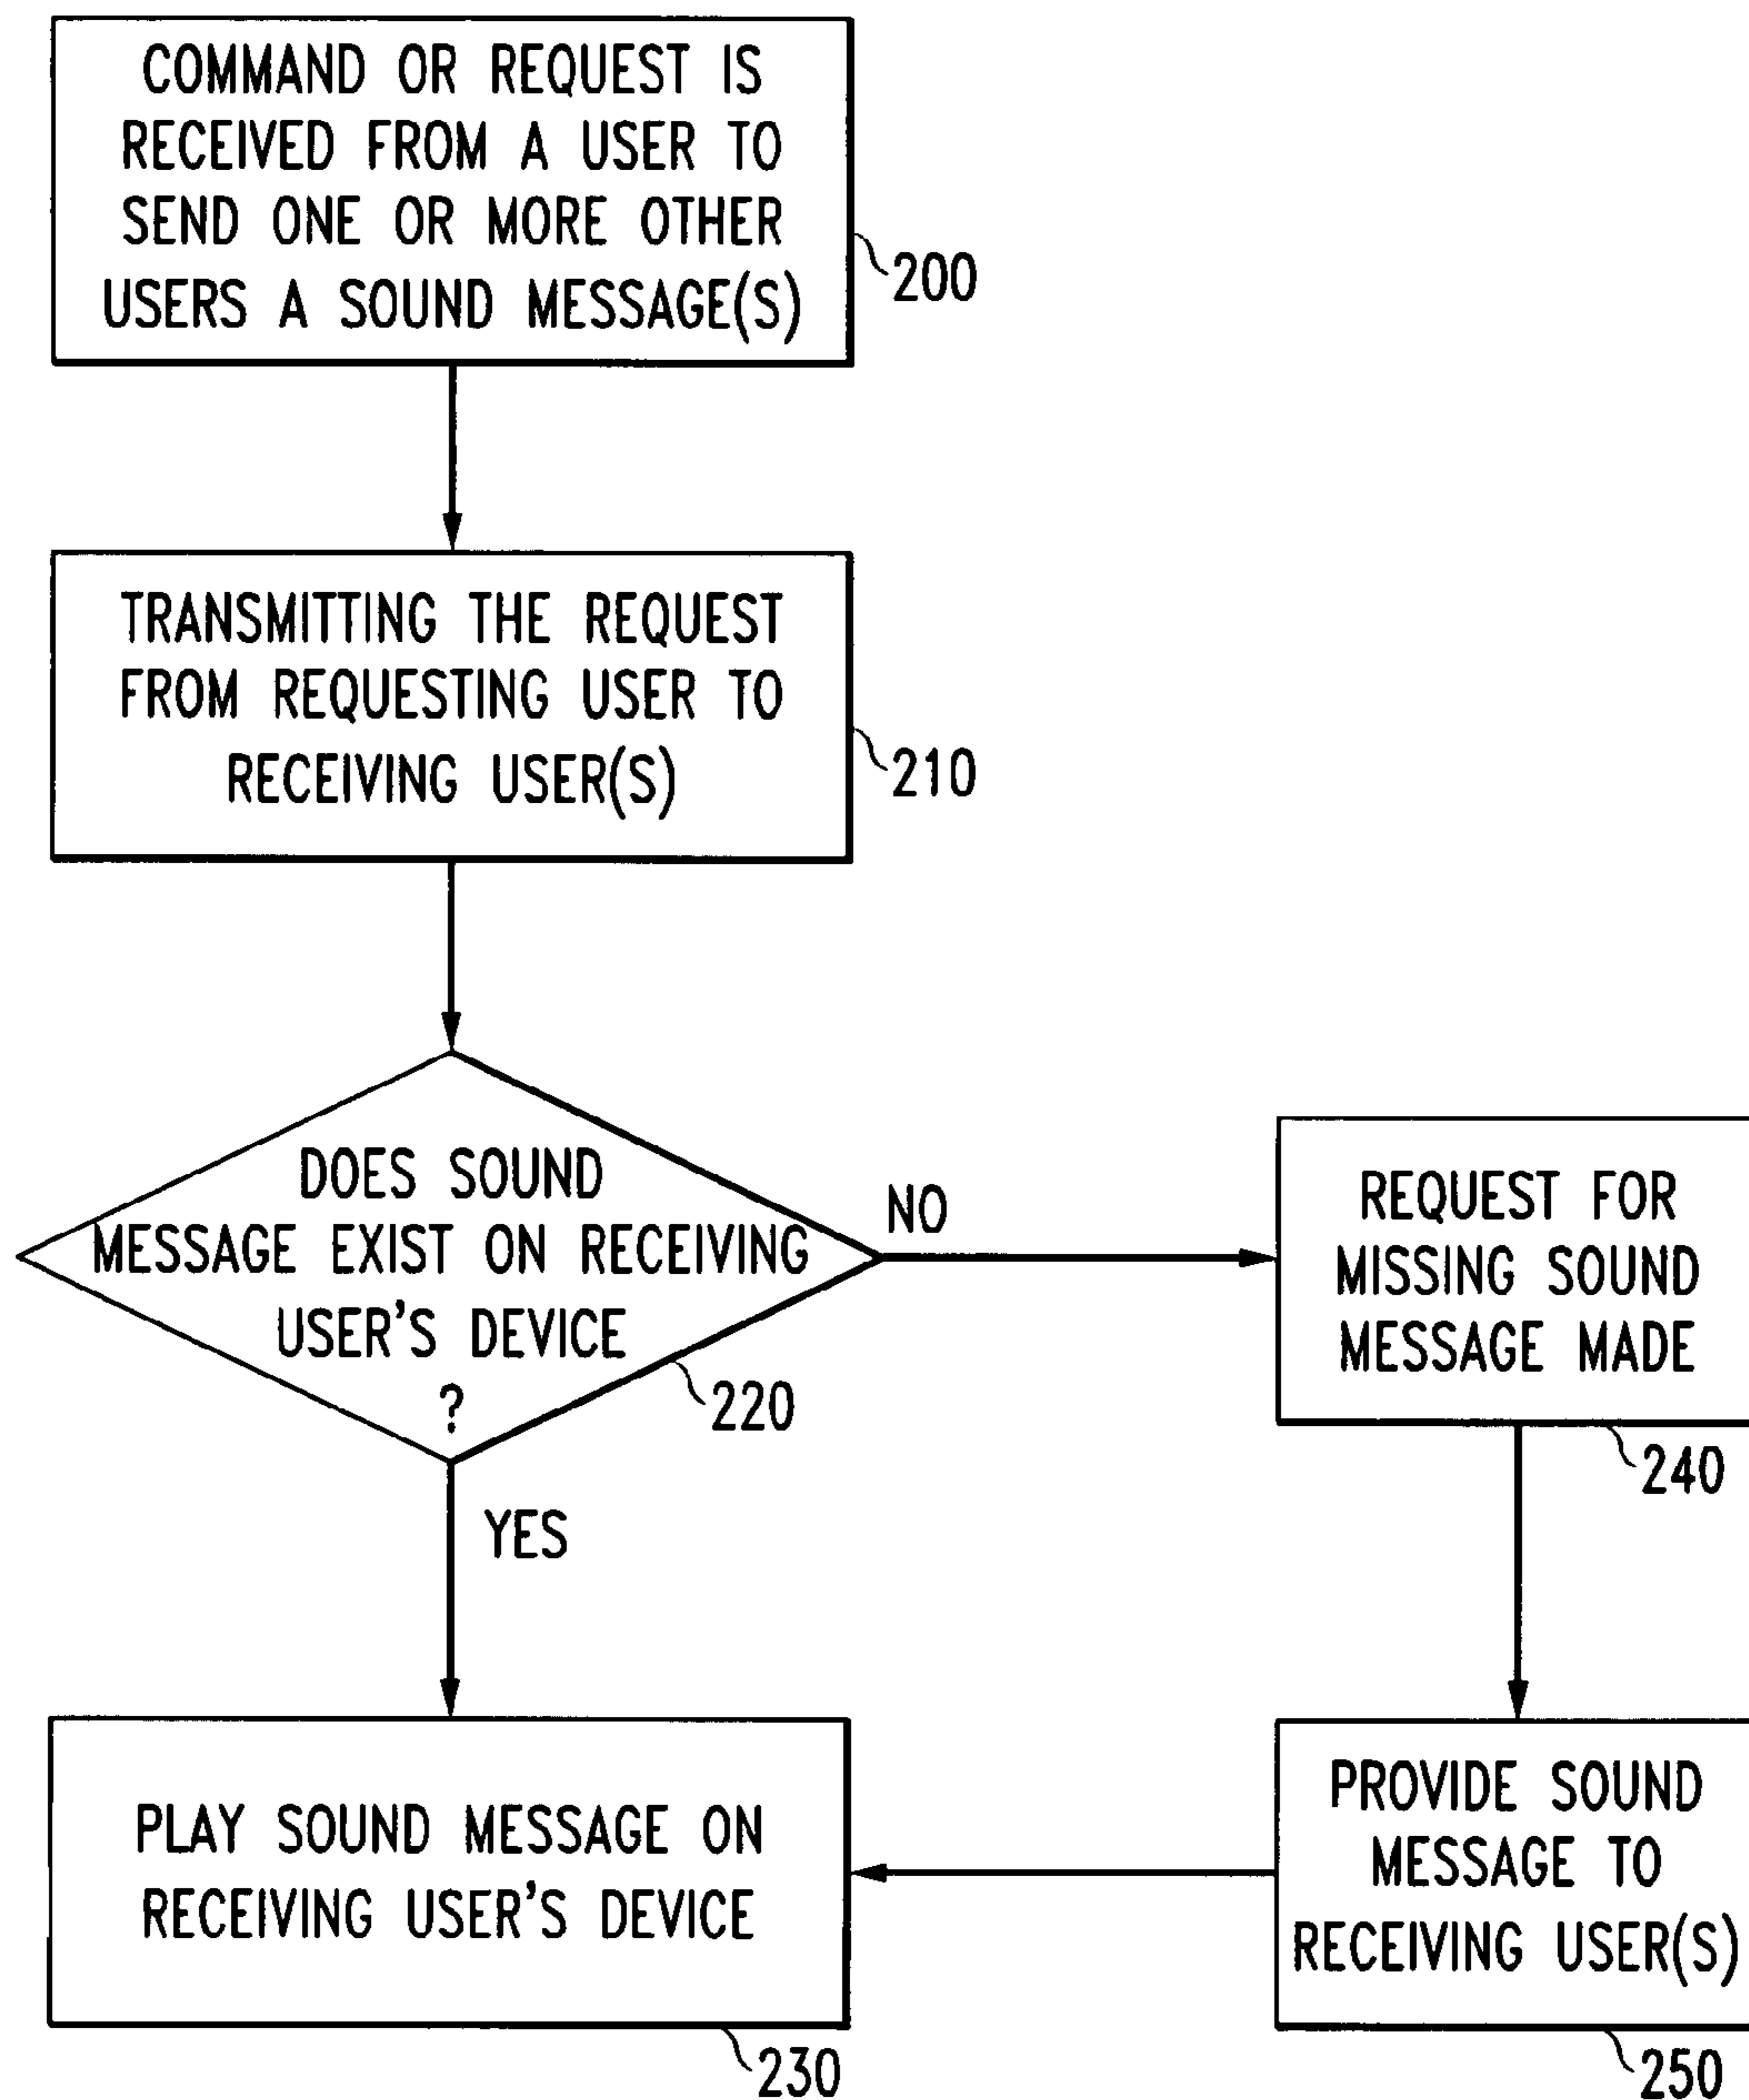 COMMAND OR REQUEST IS
RECEIVED FROM A USER TO
SEND ONE OR MORE OTHER
USERS A SOUND MESSAGE(S)
200
TRANSMITTING THE REQUEST
FROM REQUESTING USER TO
RECEIVING USER(S)
210
DOES SOUND
MESSAGE EXIST ON RECEIVING
USER'S DEVICE
?
220
NO
YES
REQUEST FOR
MISSING SOUND
MESSAGE MADE
240
PLAY SOUND MESSAGE ON
RECEIVING USER'S DEVICE
230
PROVIDE SOUND
MESSAGE TO
RECEIVING USER(S)
250